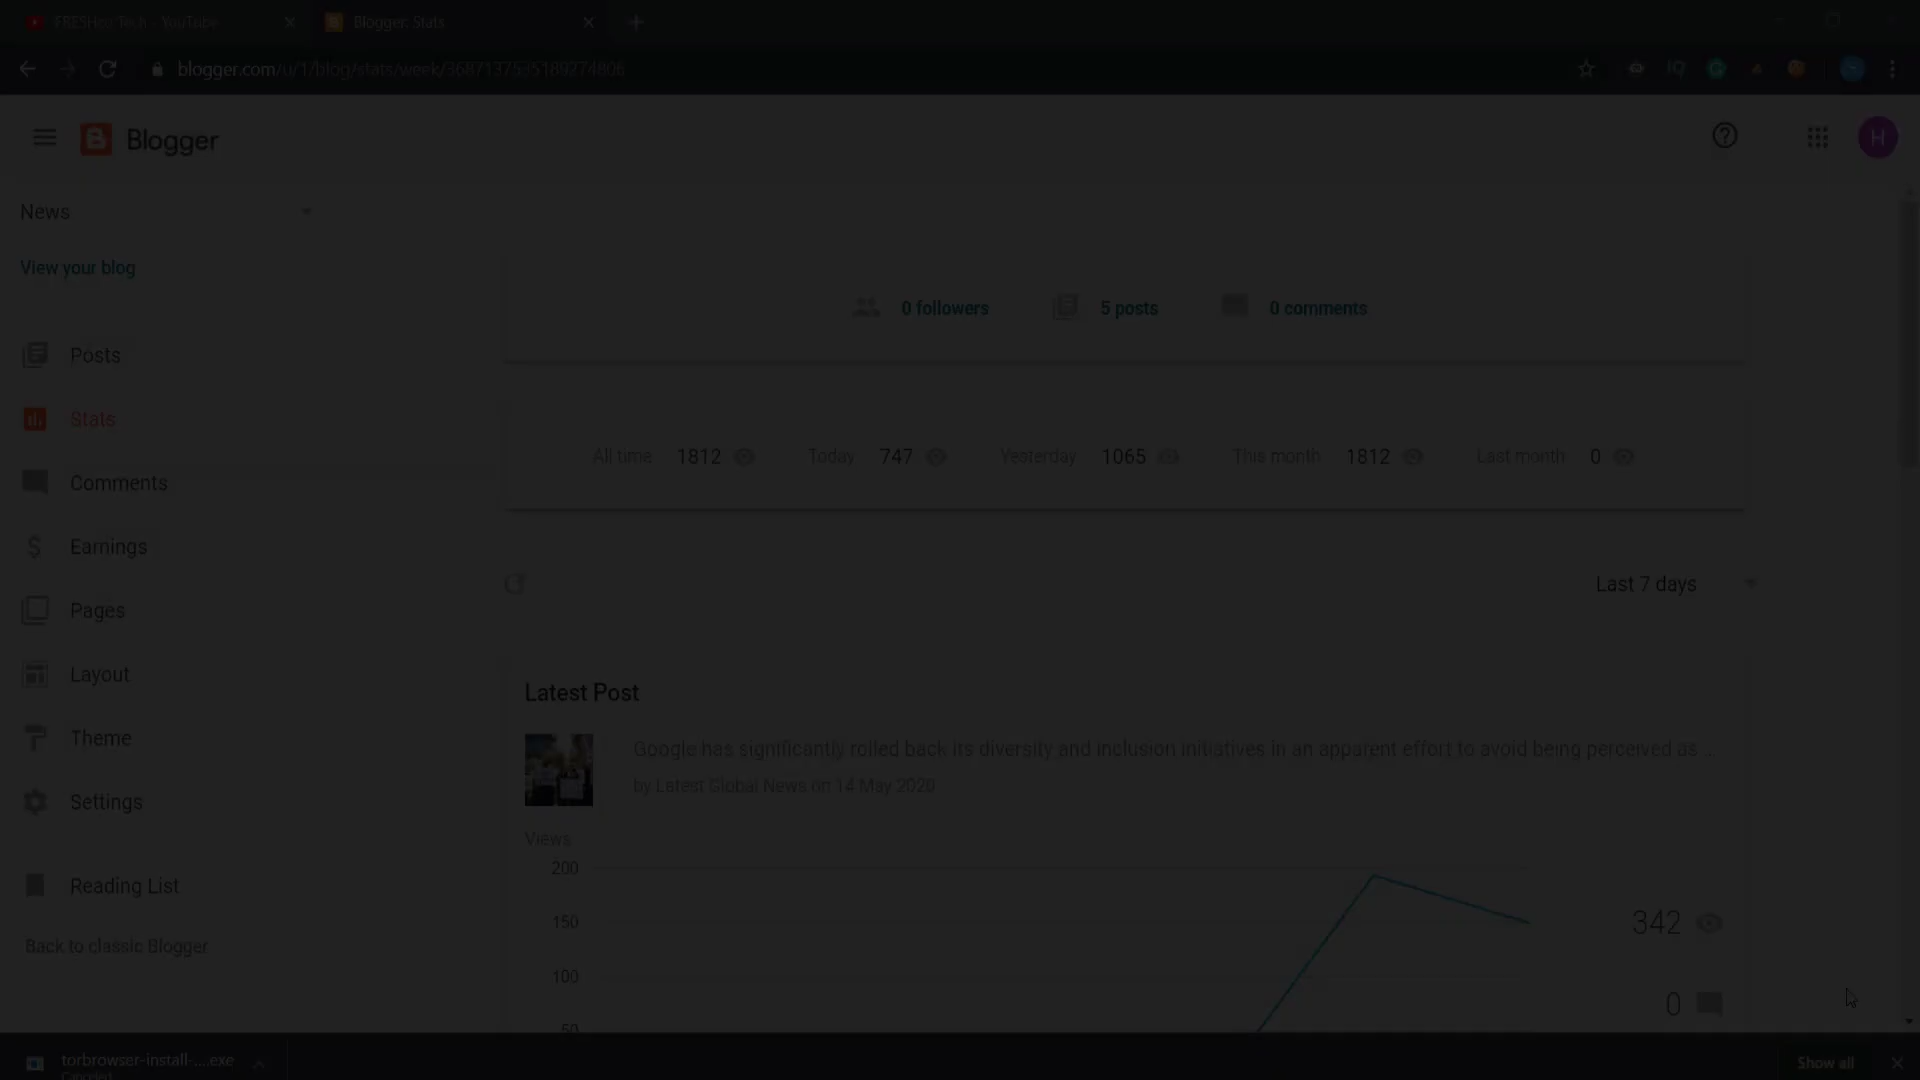 FRESHcutTech - YouTube
Blogger: Stats
blogger.com/u/1/blog/stats/week/3687137535189274806
Blogger
H
News
View your blog
0 followers
5 posts
0 comments
Posts
Stats
All time 1812
Today 747
Yesterday 1065
This month 1812
Last month 0
Comments
Earnings
Last 7 days
Pages
Layout
Latest Post
Theme
Google has significantly rolled back its diversity and inclusion initiatives in an apparent effort to avoid being perceived as ...
by Latest Global News on 14 May 2020
Settings
Views
200
Reading List
150
342
Back to classic Blogger
100
0
50
torbrowser-install-....exe
Canceled
Show all